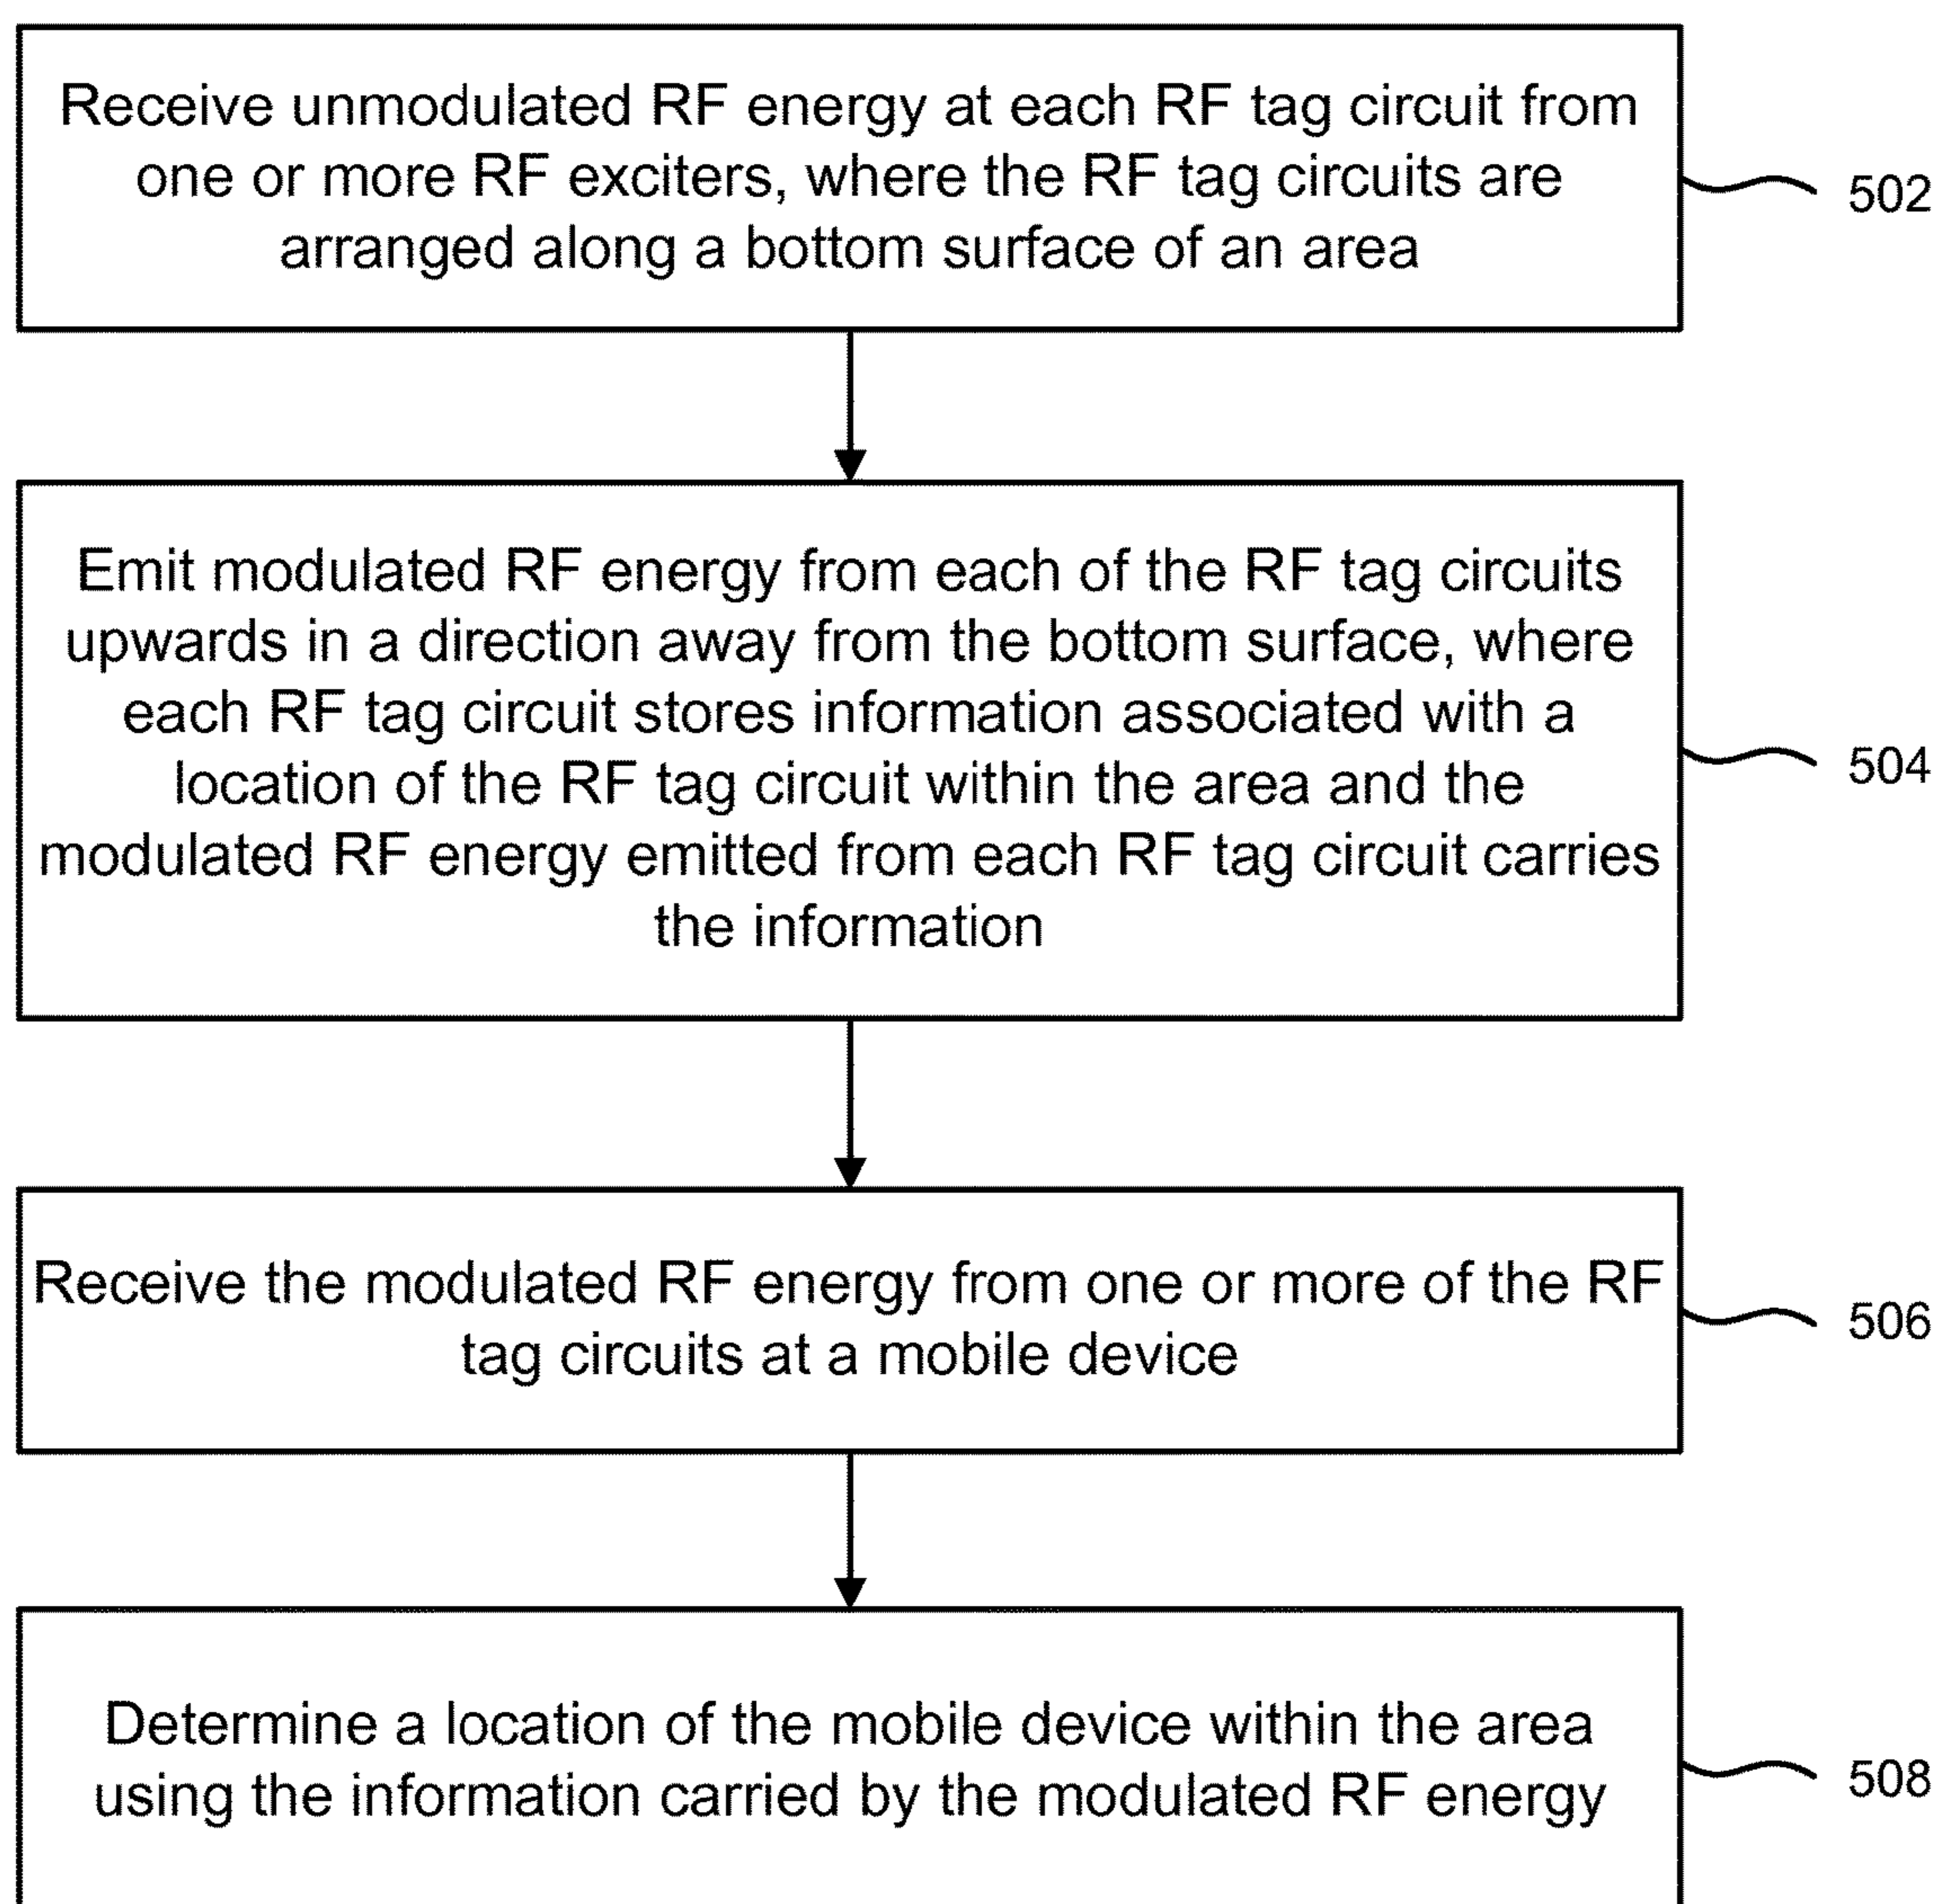 Receive unmodulated RF energy at each RF tag circuit from
one or more RF exciters, where the RF tag circuits are
arranged along a bottom surface of an area
502
Emit modulated RF energy from each of the RF tag circuits
upwards in a direction away from the bottom surface, where
each RF tag circuit stores information associated with a
location of the RF tag circuit within the area and the
modulated RF energy emitted from each RF tag circuit carries
the information
504
Receive the modulated RF energy from one or more of the RF
tag circuits at a mobile device
506
Determine a location of the mobile device within the area
using the information carried by the modulated RF energy
508